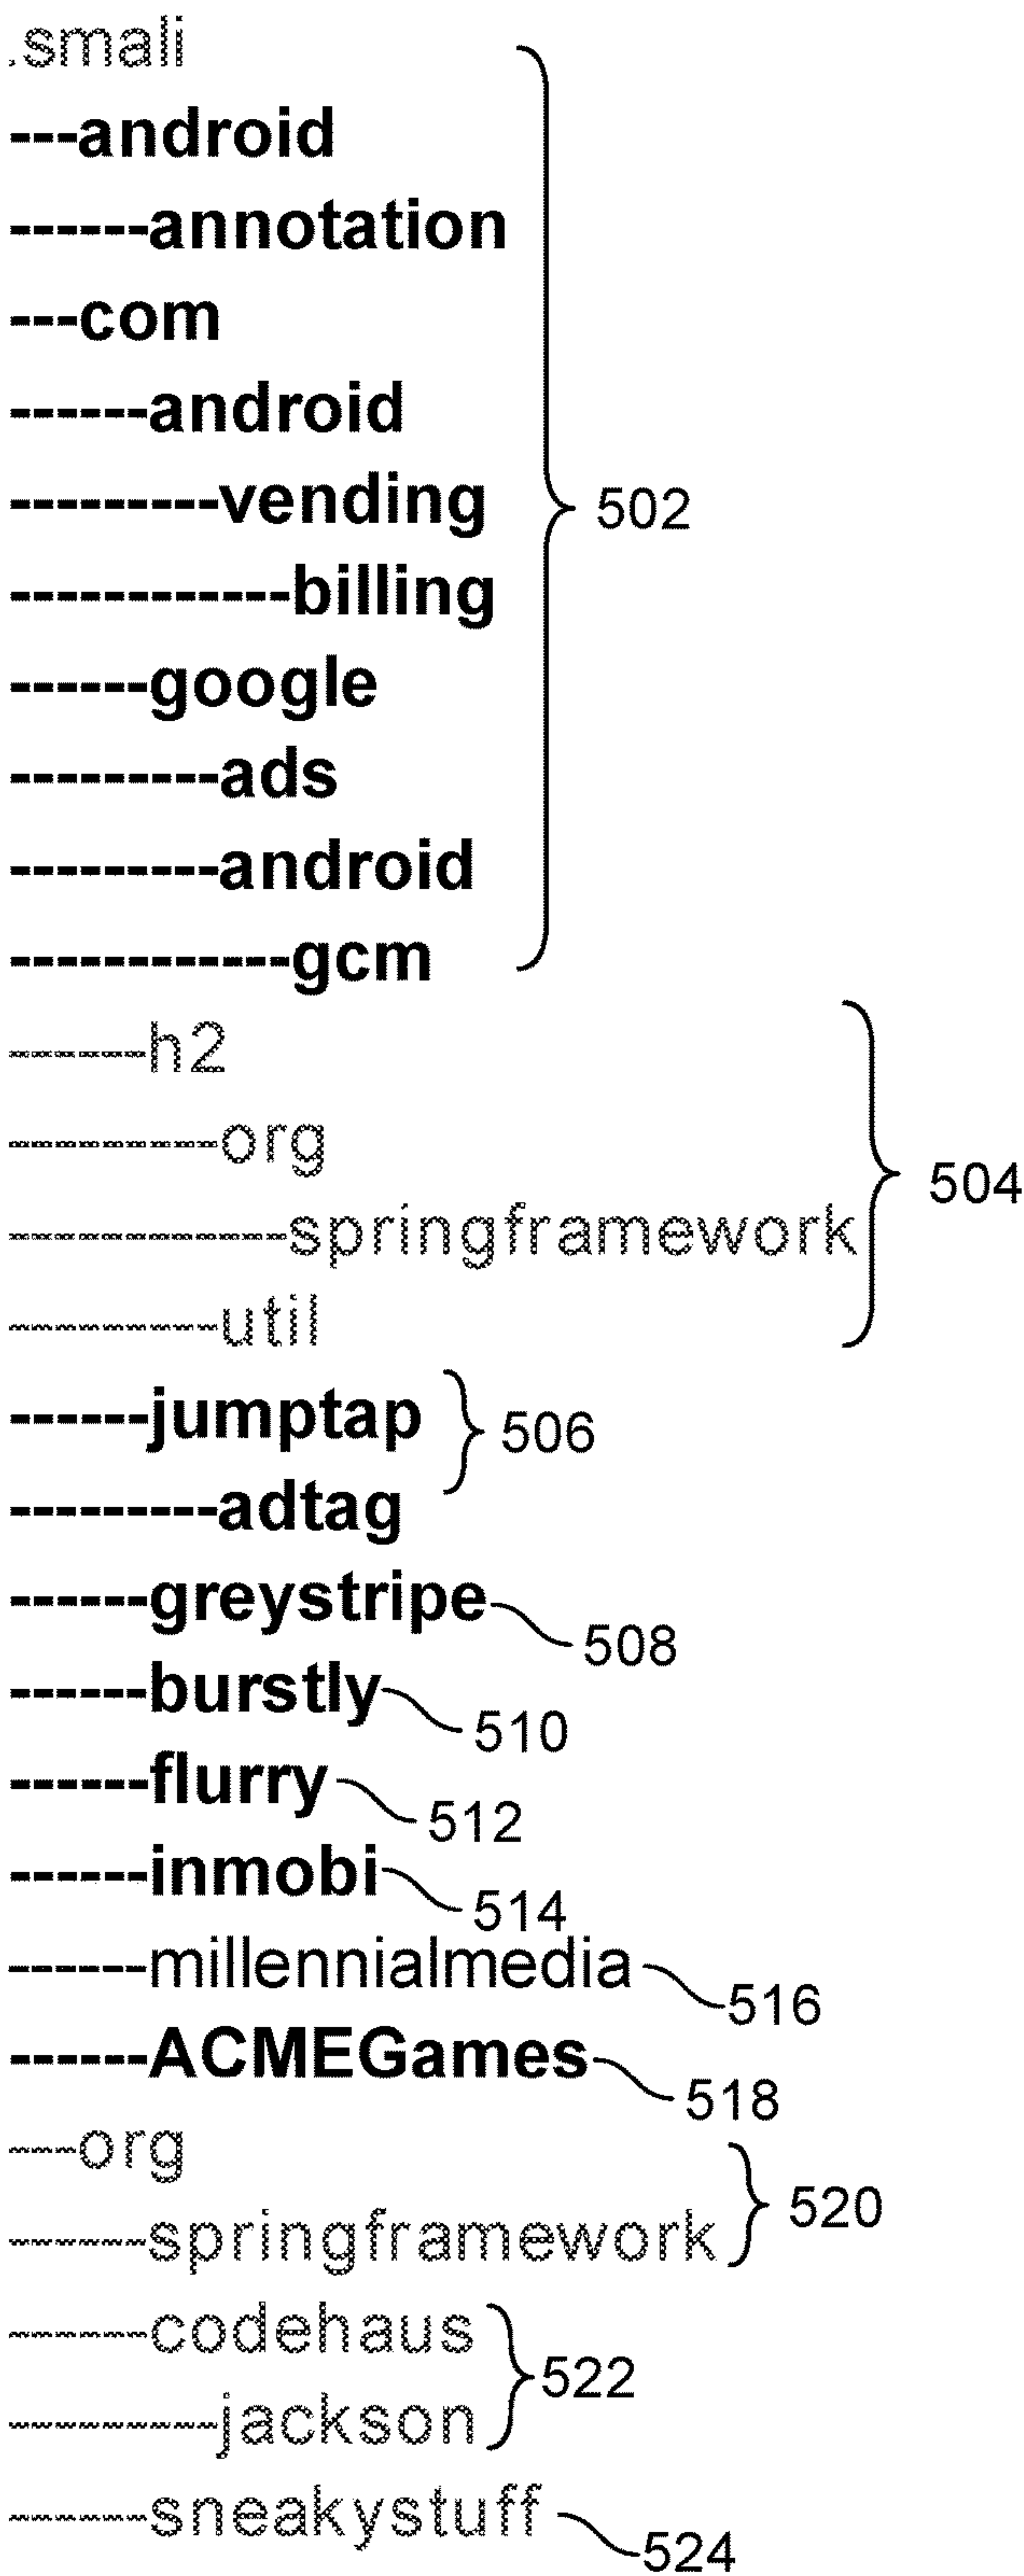 .smali
---android
------annotation
---com
------android
---------vending 502
------------billing
------google
---------ads
---------android
------------gcm
------h2
---------org
------------springframework 504
---------util
------jumptap 506
---------adtag
------greystripe 508
------burstly 510
------flurry 512
------inmobi 514
------millennialmedia 516
------ACMEGames 518
---org
------springframework 520
------codehaus 522
---------jackson
------sneakystuff 524